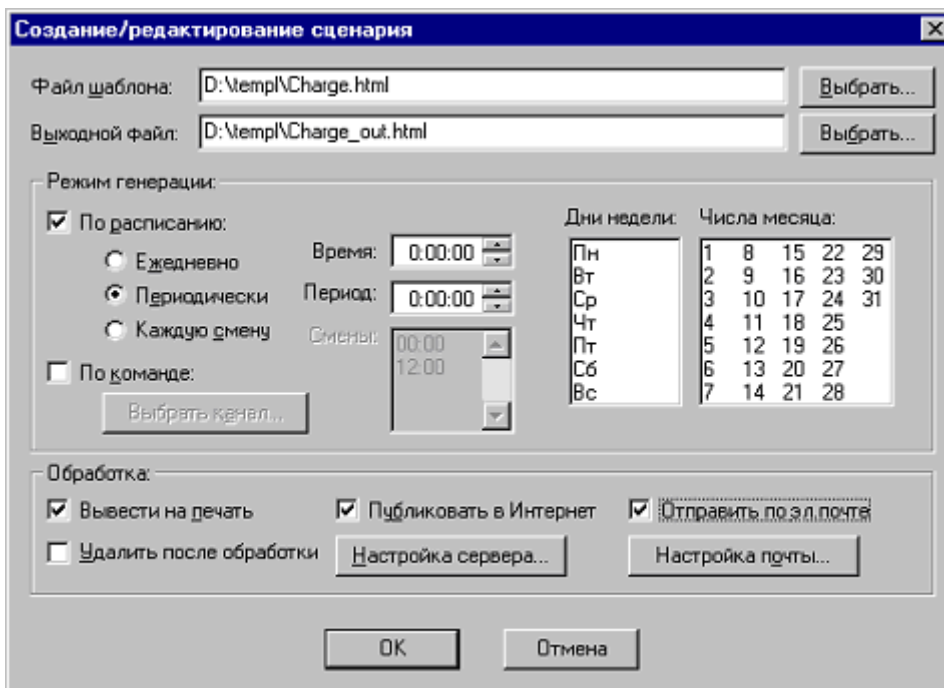 Создание/редактирование сценария
Файл шаблона: D:\templ\Charge.html Выбрать...
Выходной файл: D:\templ\Charge_out.html Выбрать...
Режим генерации:
По расписанию: Дни недели: Числа месяца:
Ежедневно Время: 0:00:00
Периодически Период: 0:00:00
Каждую смену Смены: 00:00
12:00
По команде:
Выбрать канал...
Пн 1 8 15 22 29
Вт 2 9 16 23 30
Ср 3 10 17 24 31
Чт 4 11 18 25
Пт 5 12 19 26
Сб 6 13 20 27
Вс 7 14 21 28
Обработка:
Вывести на печать Публиковать в Интернет Отправить по эл.почте
Удалить после обработки Настройка сервера... Настройка почты...
OK Отмена